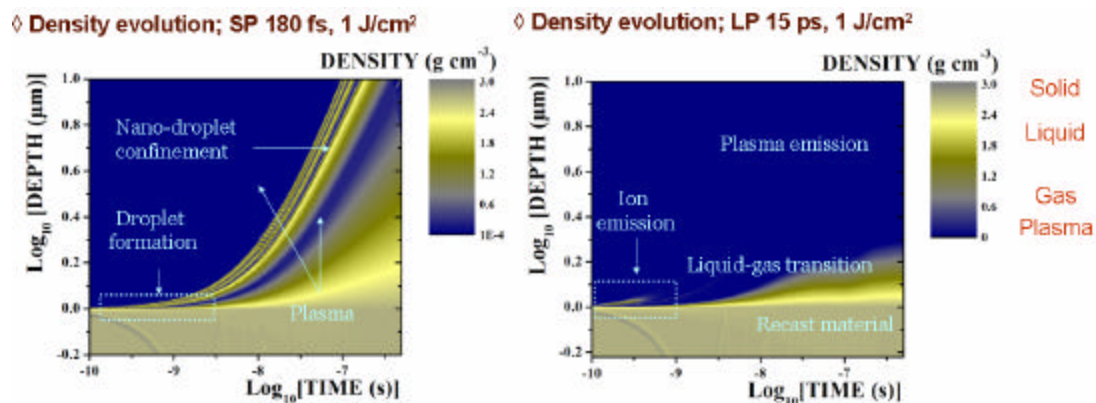 ◊ Density evolution; SP 180 fs, 1 J/cm²
DENSITY (g cm⁻³)
Log₁₀[DEPTH (μm)]
1.0
0.8
0.6
0.4
0.2
0.0
-0.2
Nano-droplet
confinement
Droplet
formation
Plasma
3.0
2.4
1.8
1.2
0.6
1E-4
-10
-9
-8
-7
Log₁₀[TIME (s)]
◊ Density evolution; LP 15 ps, 1 J/cm²
DENSITY (g cm⁻³)
Log₁₀[DEPTH (μm)]
1.0
0.8
0.6
0.4
0.2
0.0
-0.2
Plasma emission
Ion
emission
Liquid-gas transition
Recast material
3.0
2.4
1.8
1.2
0.6
0
-10
-9
-8
-7
Log₁₀[TIME (s)]
Solid
Liquid
Gas
Plasma